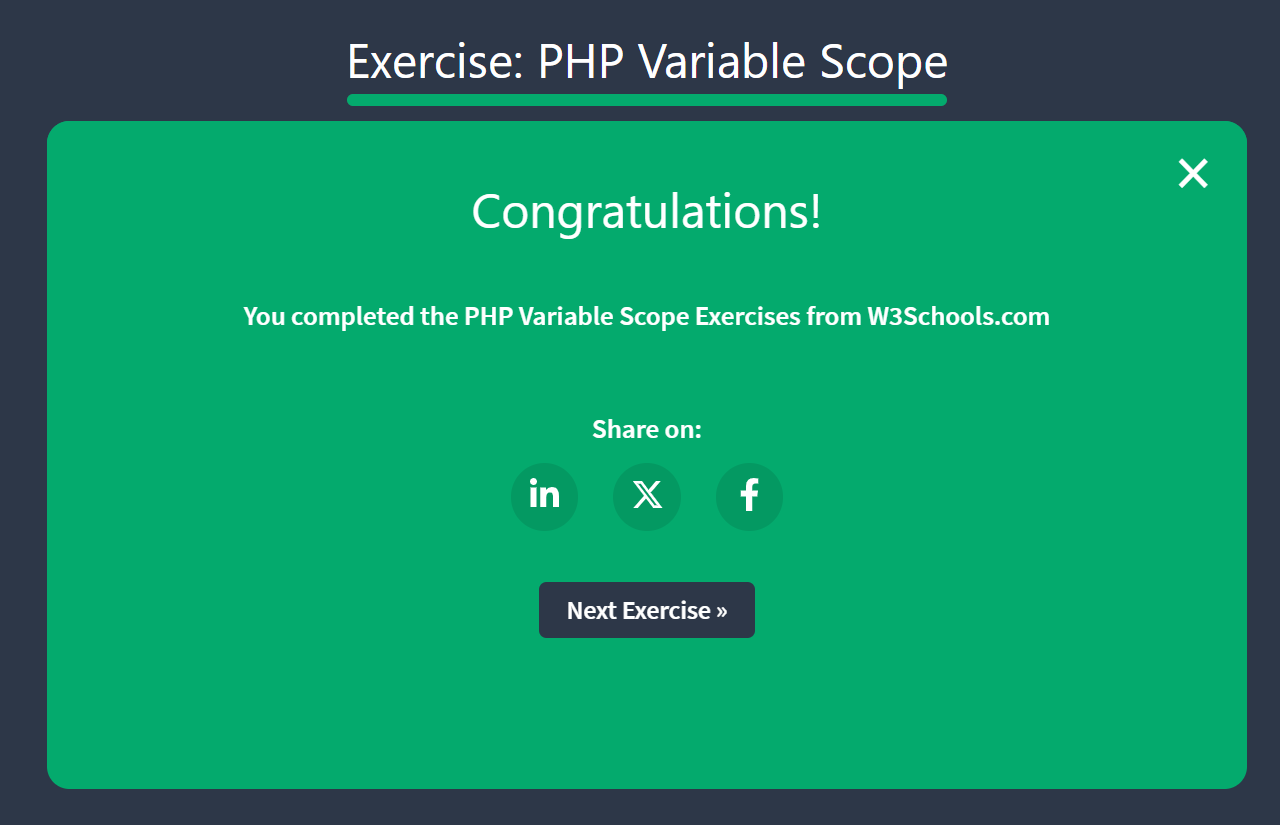 Exercise: PHP Variable Scope
Congratulations!
You completed the PHP Variable Scope Exercises from W3Schools.com
Share on:
Next Exercise »